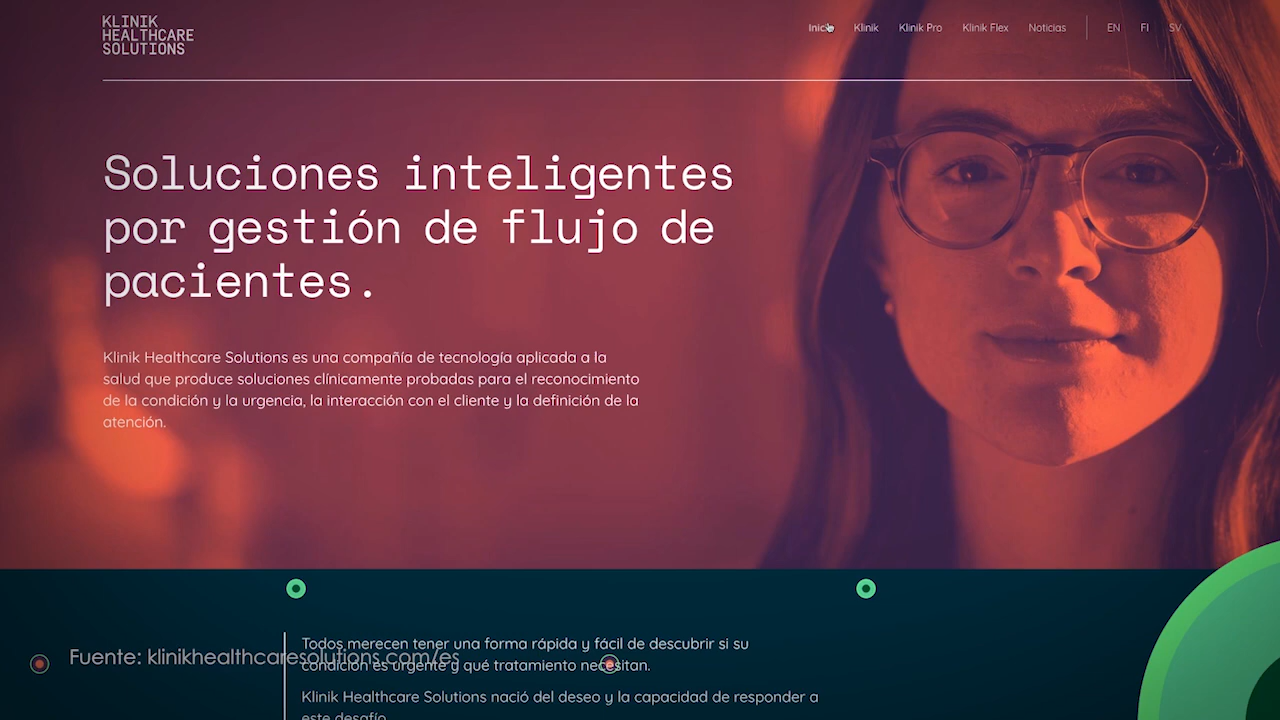 KLINIK
HEALTHCARE
SOLUTIONS
Inicio Klinik Klinik Pro Klinik Flex Noticias EN FI SV
Soluciones inteligentes
por gestión de flujo de
pacientes.
Klinik Healthcare Solutions es una compañía de tecnología aplicada a la
salud que produce soluciones clínicamente probadas para el reconocimiento
de la condición y la urgencia, la interacción con el cliente y la definición de la
atención.
Todos merecen tener una forma rápida y fácil de descubrir si su
Fuente: klinikhealthcaresolutions.com/es
condición es urgente y qué tratamiento necesitan.
Klinik Healthcare Solutions nació del deseo y la capacidad de responder a
este desafío